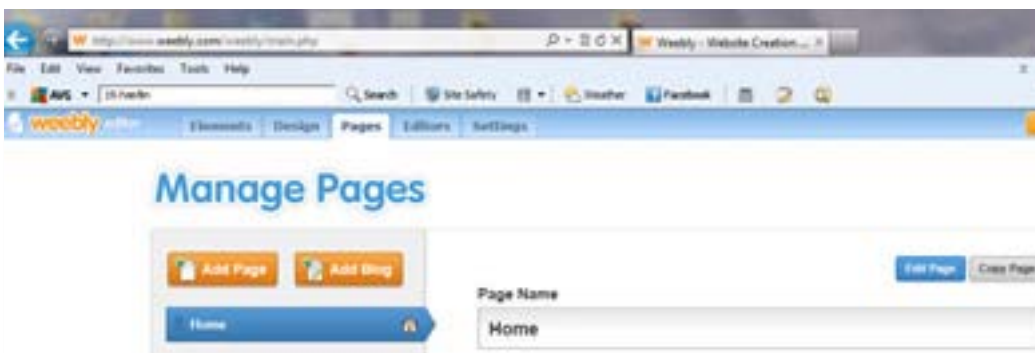 http://www.weebly.com/weebly/main.php Weebly - Website Creation... x
File Edit View Favorites Tools Help
x AVG Search Site Safety Weather Facebook
weebly editor Elements Design Pages Editors Settings
Manage Pages
Add Page Add Blog
Edit Page Copy Page
Page Name
Home
Home